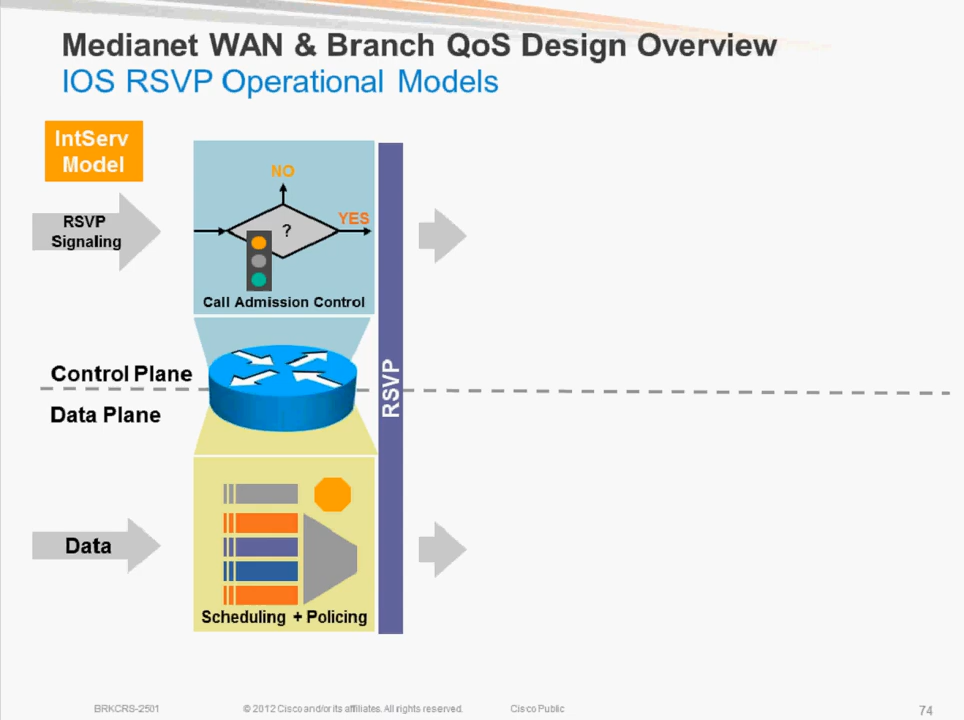 Medianet WAN & Branch QoS Design Overview
IOS RSVP Operational Models
IntServ
Model
RSVP
Signaling
NO
?
YES
Call Admission Control
Control Plane
Data Plane
RSVP
Data
Scheduling + Policing
BRKCRS-2501
© 2012 Cisco and/or its affiliates. All rights reserved.
Cisco Public
74